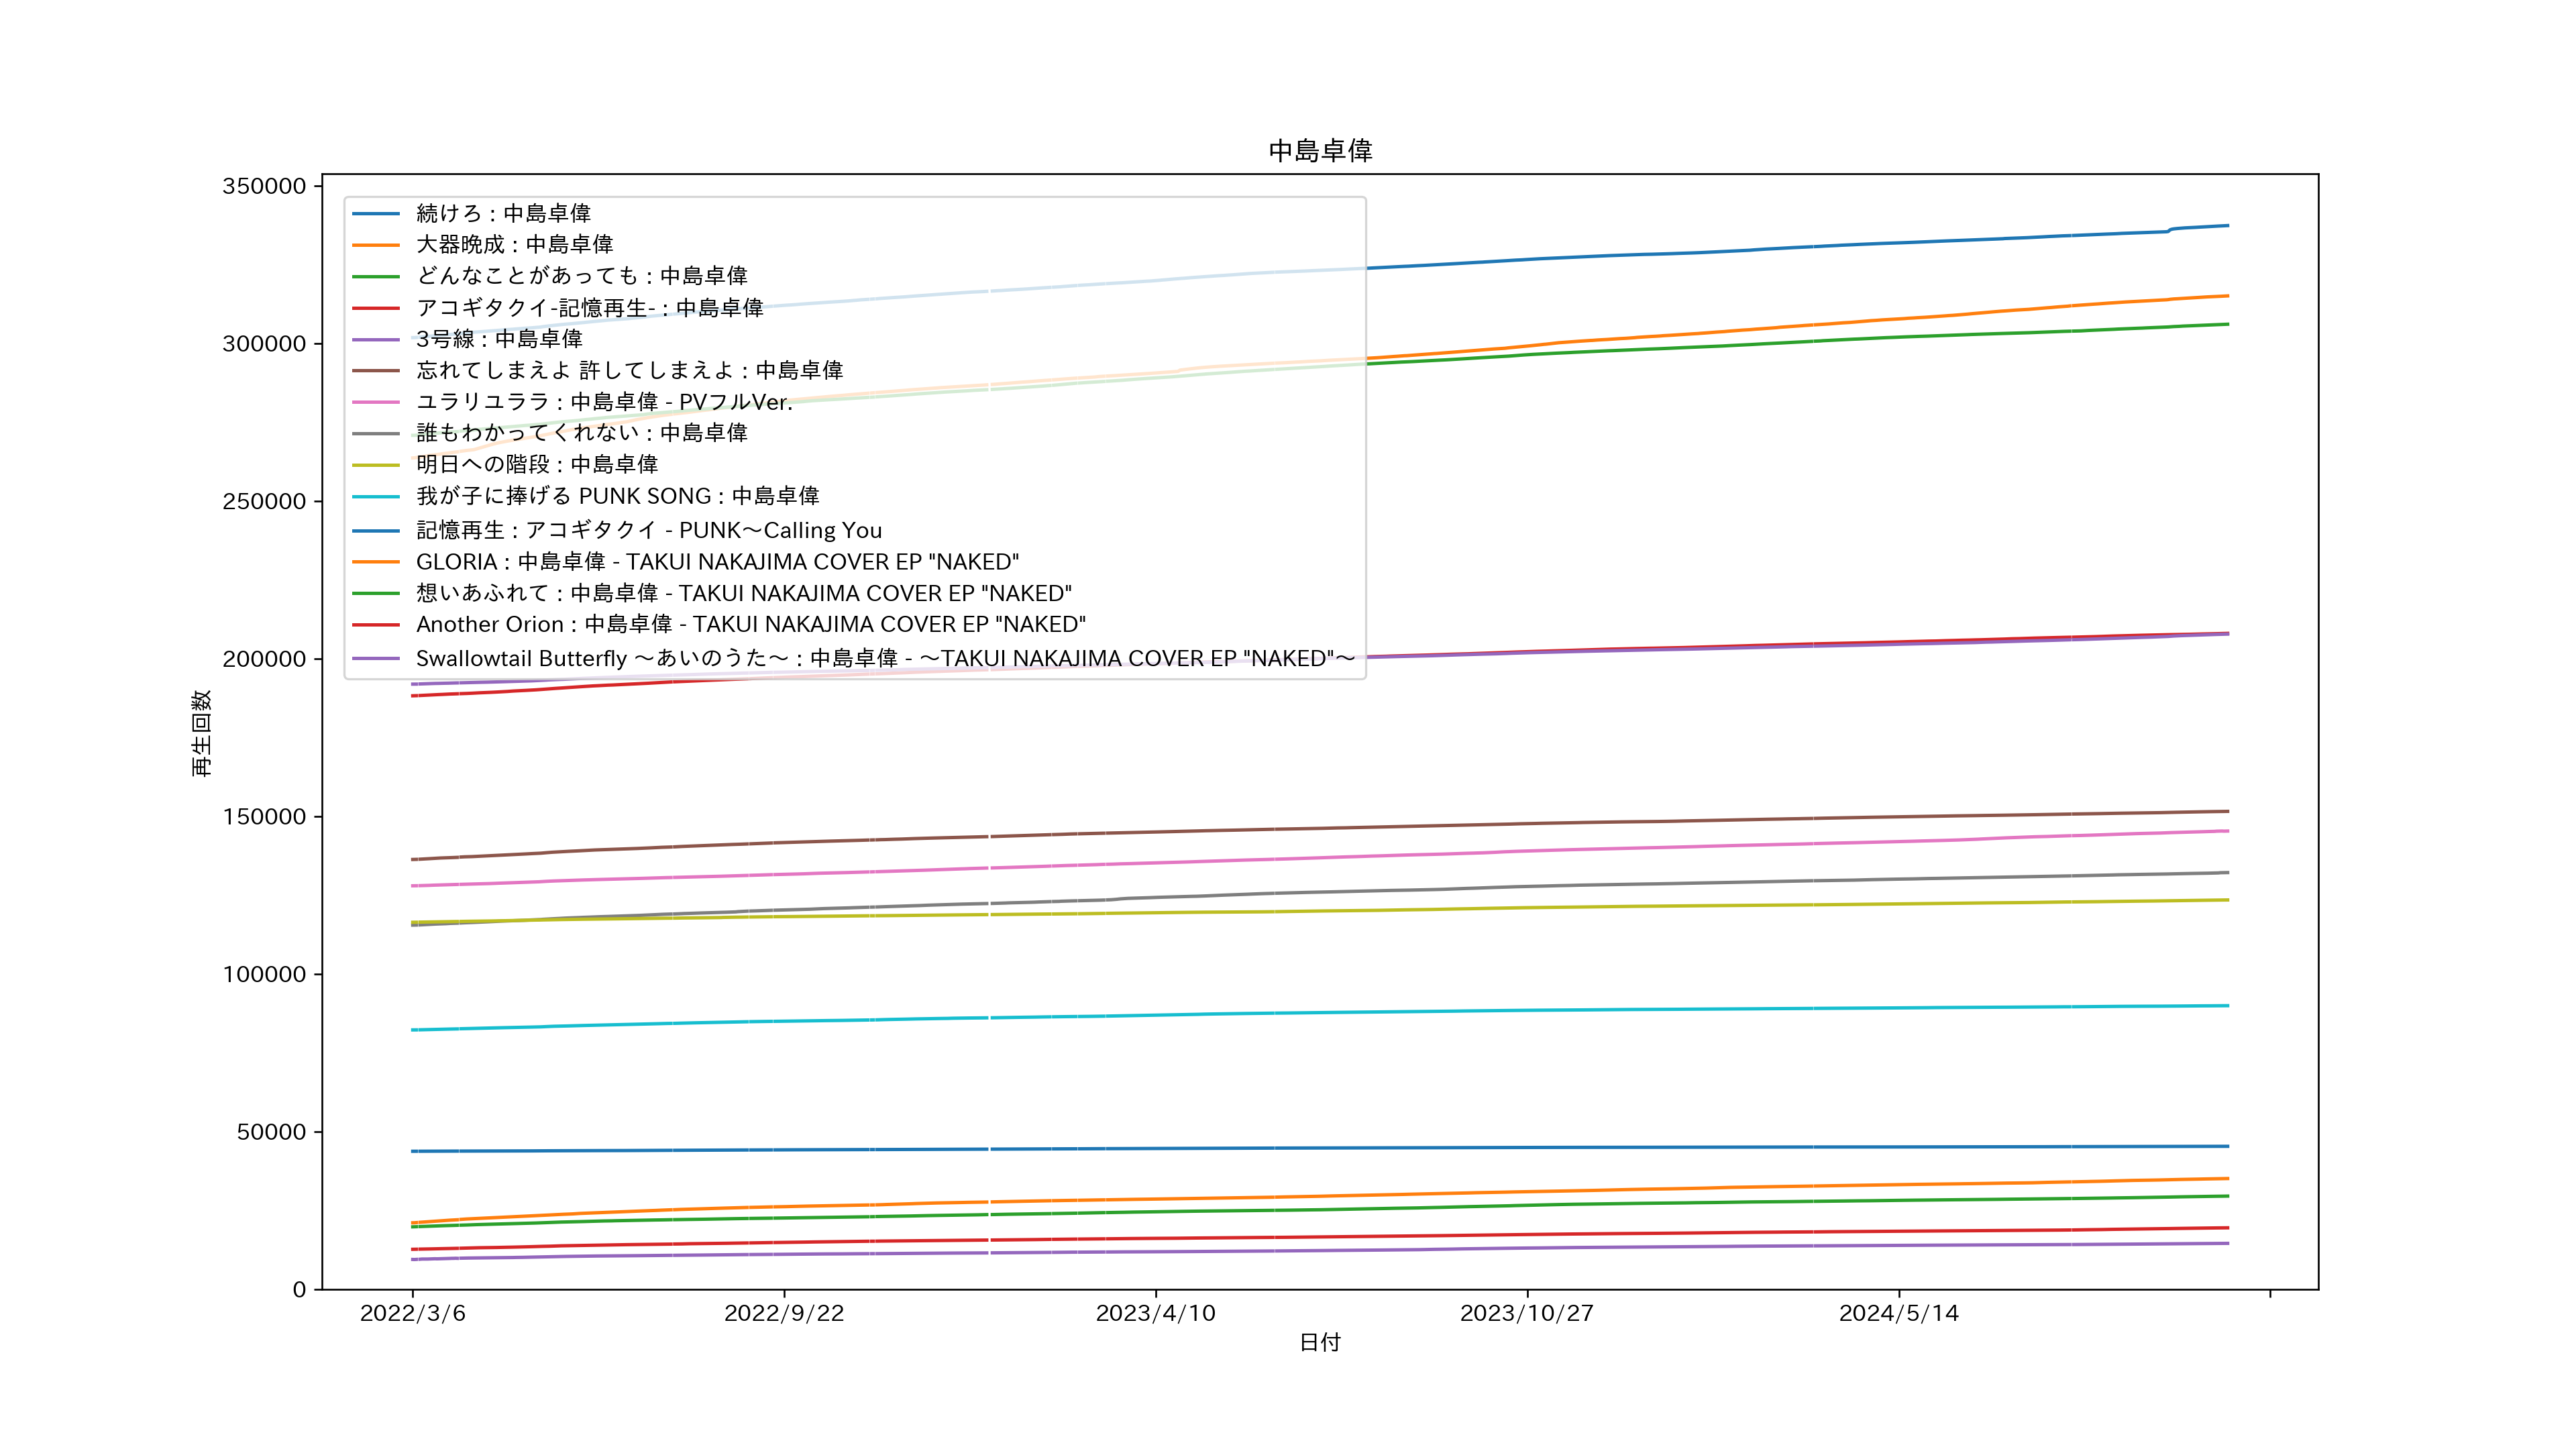 中島卓偉
350000
300000
250000
200000
150000
100000
50000
0
再生回数
続けろ : 中島卓偉
大器晩成 : 中島卓偉
どんなことがあっても : 中島卓偉
アコギタクイ-記憶再生- : 中島卓偉
3号線 : 中島卓偉
忘れてしまえよ 許してしまえよ : 中島卓偉
ユラリユララ : 中島卓偉 - PVフルVer.
誰もわかってくれない : 中島卓偉
明日への階段 : 中島卓偉
我が子に捧げる PUNK SONG : 中島卓偉
記憶再生 : アコギタクイ - PUNK～Calling You
GLORIA : 中島卓偉 - TAKUI NAKAJIMA COVER EP "NAKED"
想いあふれて : 中島卓偉 - TAKUI NAKAJIMA COVER EP "NAKED"
Another Orion : 中島卓偉 - TAKUI NAKAJIMA COVER EP "NAKED"
Swallowtail Butterfly ～あいのうた～ : 中島卓偉 - ～TAKUI NAKAJIMA COVER EP "NAKED"～
2022/3/6
2022/9/22
2023/4/10
2023/10/27
2024/5/14
日付